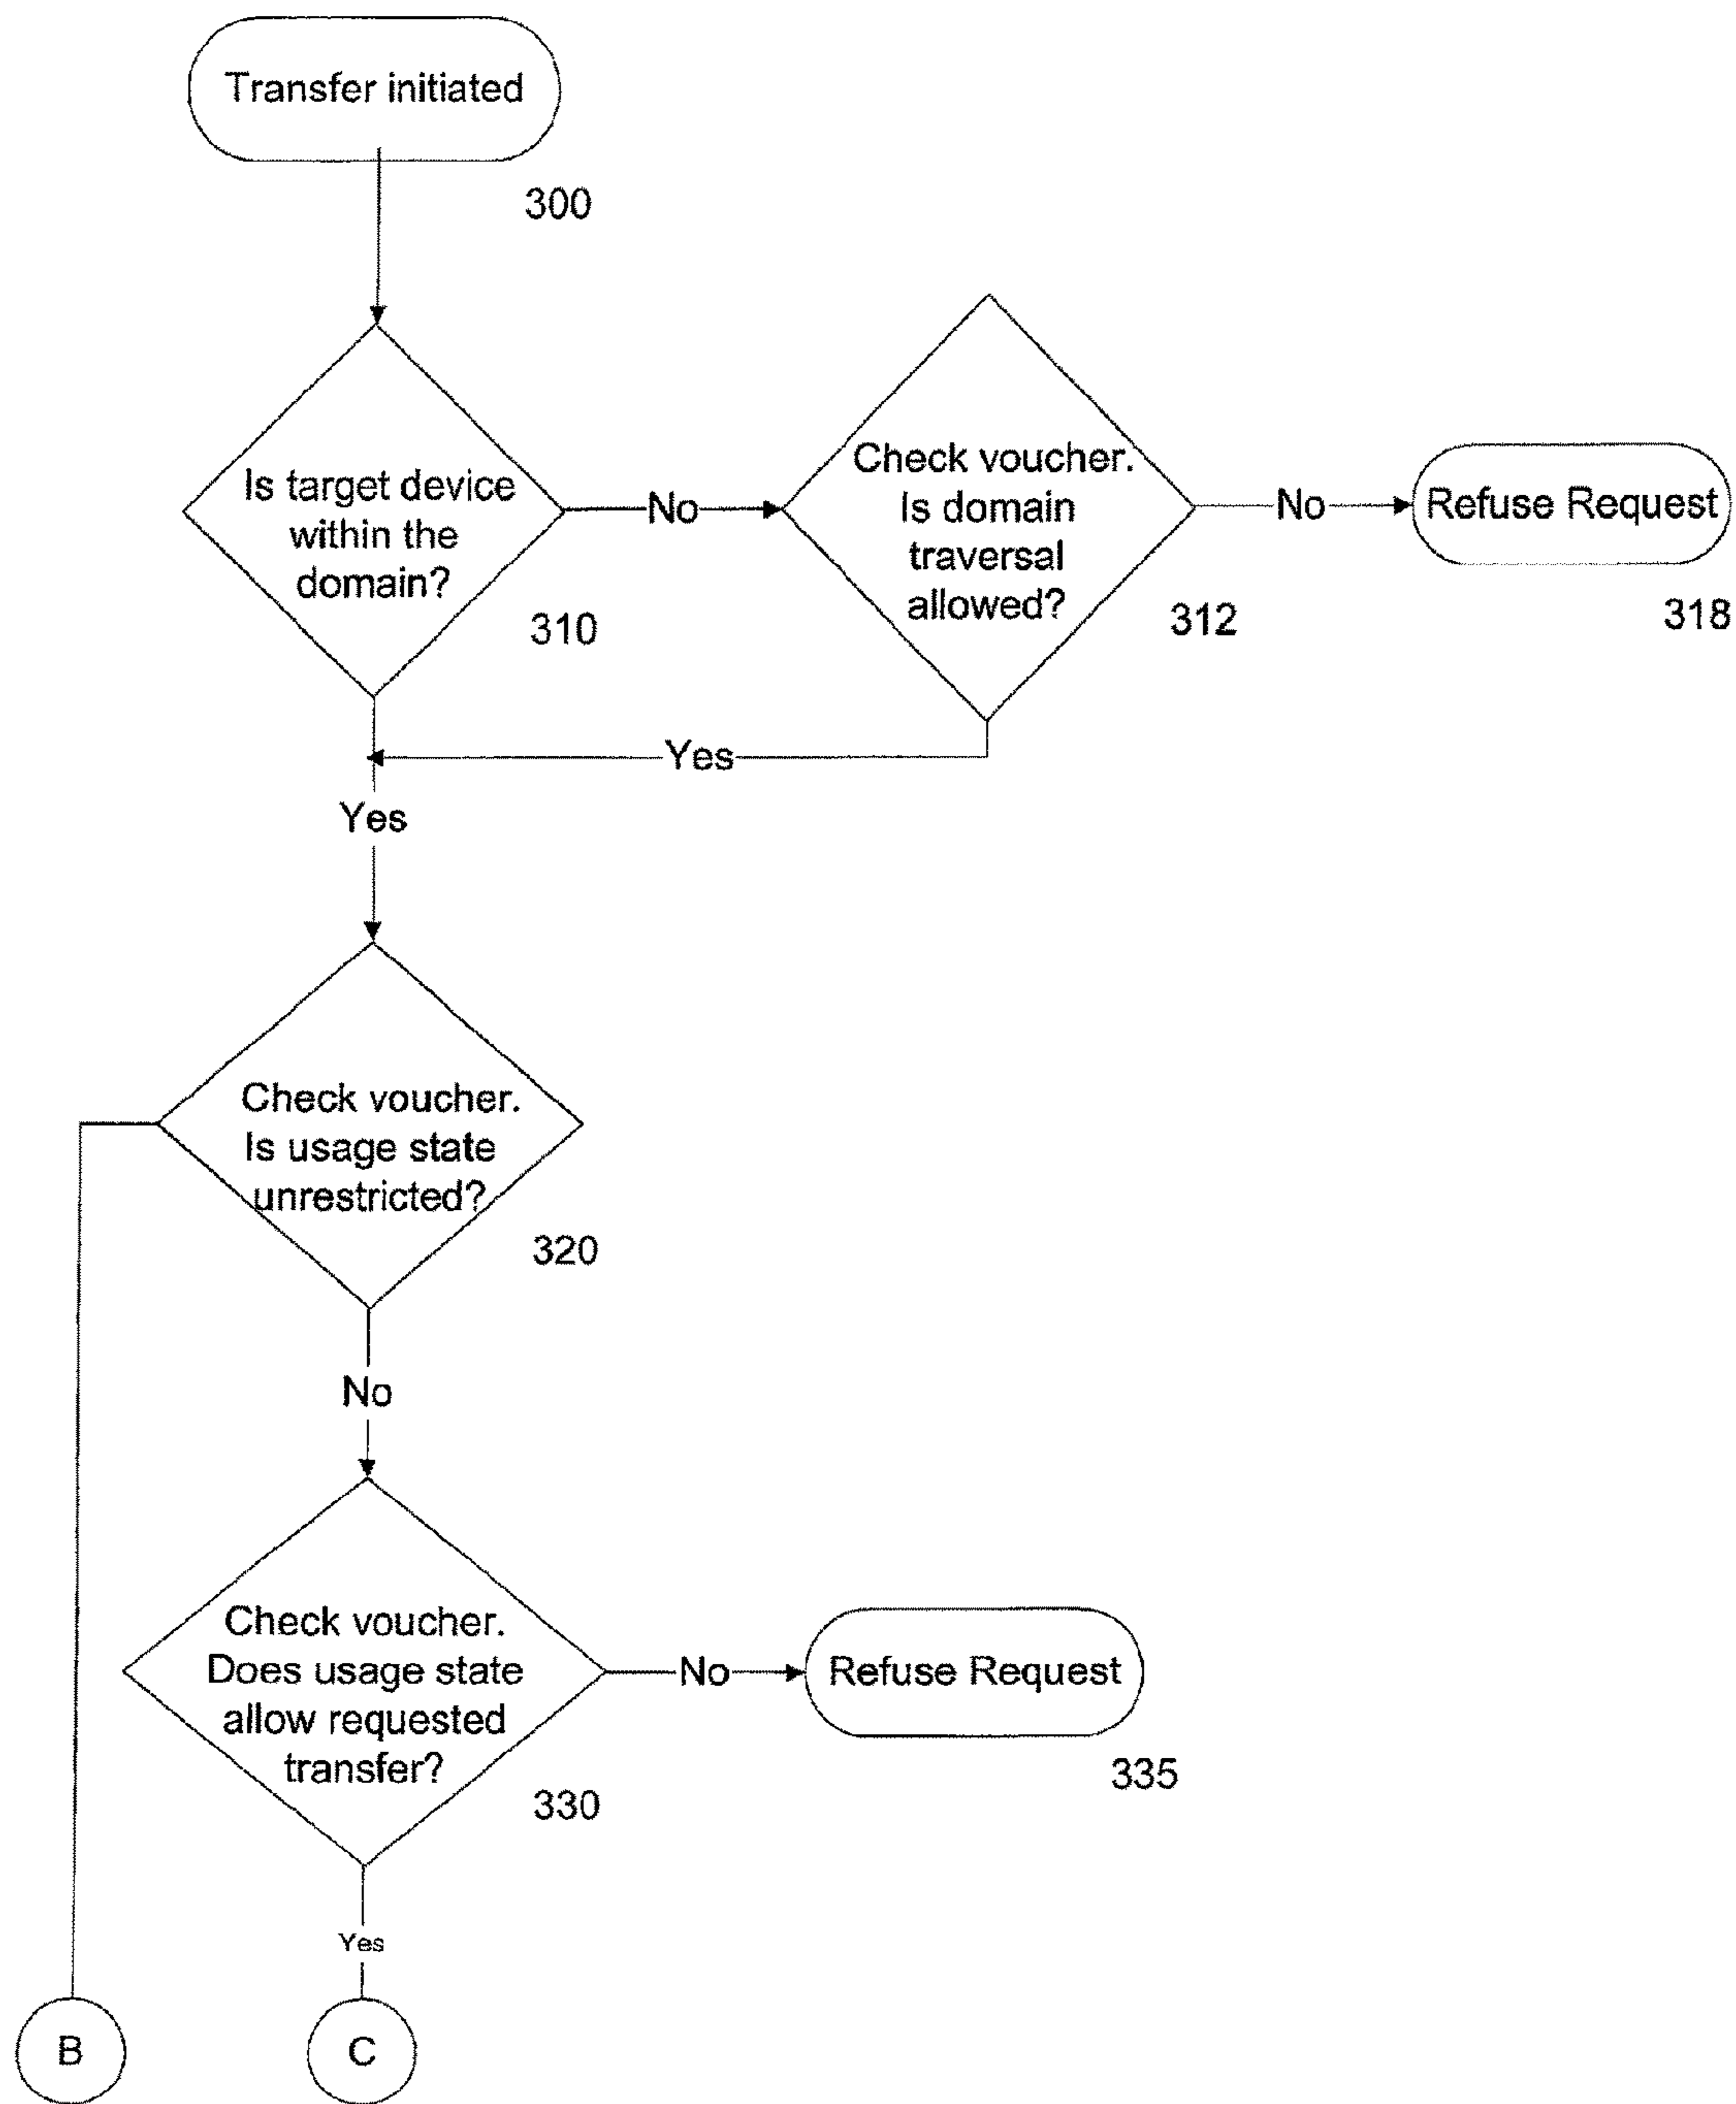 Transfer initiated
300
Is target device
within the
domain?
310
No
Check voucher.
Is domain
traversal
allowed?
312
No
Refuse Request
318
Yes
Yes
Check voucher.
Is usage state
unrestricted?
320
No
Check voucher.
Does usage state
allow requested
transfer?
330
No
Refuse Request
335
Yes
B
C